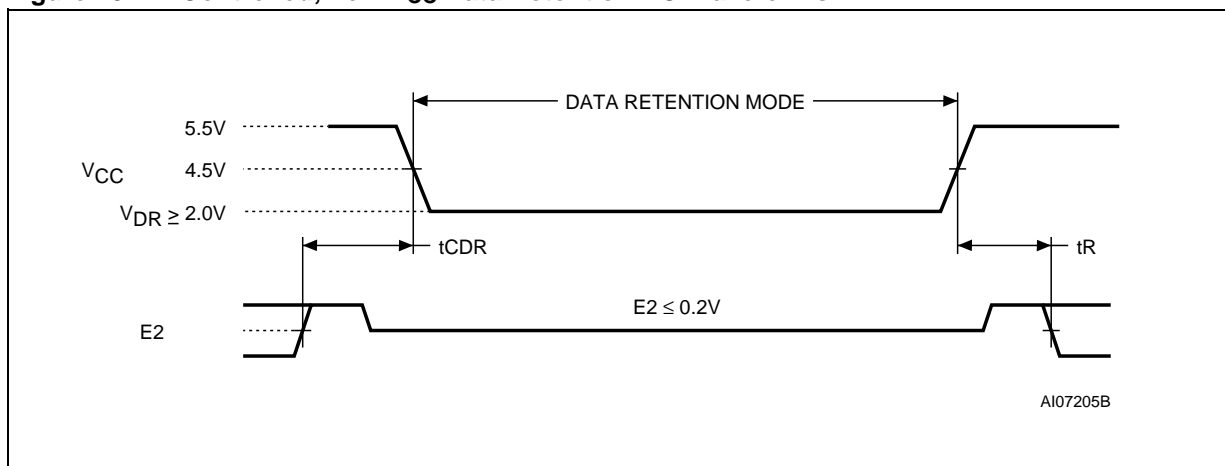 DATA RETENTION MODE
5.5V
VCC 4.5V
VDR ≥ 2.0V
tCDR
tR
E2 ≤ 0.2V
E2
AI07205B